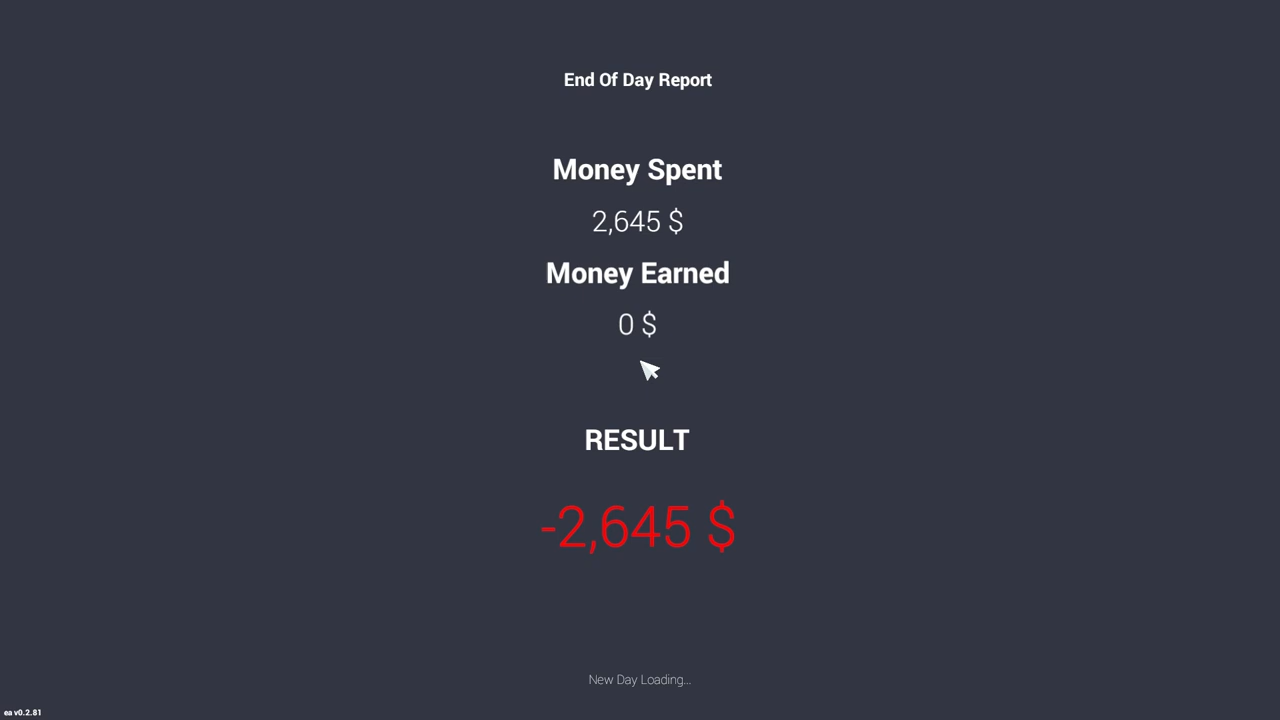 End Of Day Report
Money Spent
2,645 $
Money Earned
0 $
RESULT
-2,645 $
New Day Loading...
ea v0.2.81